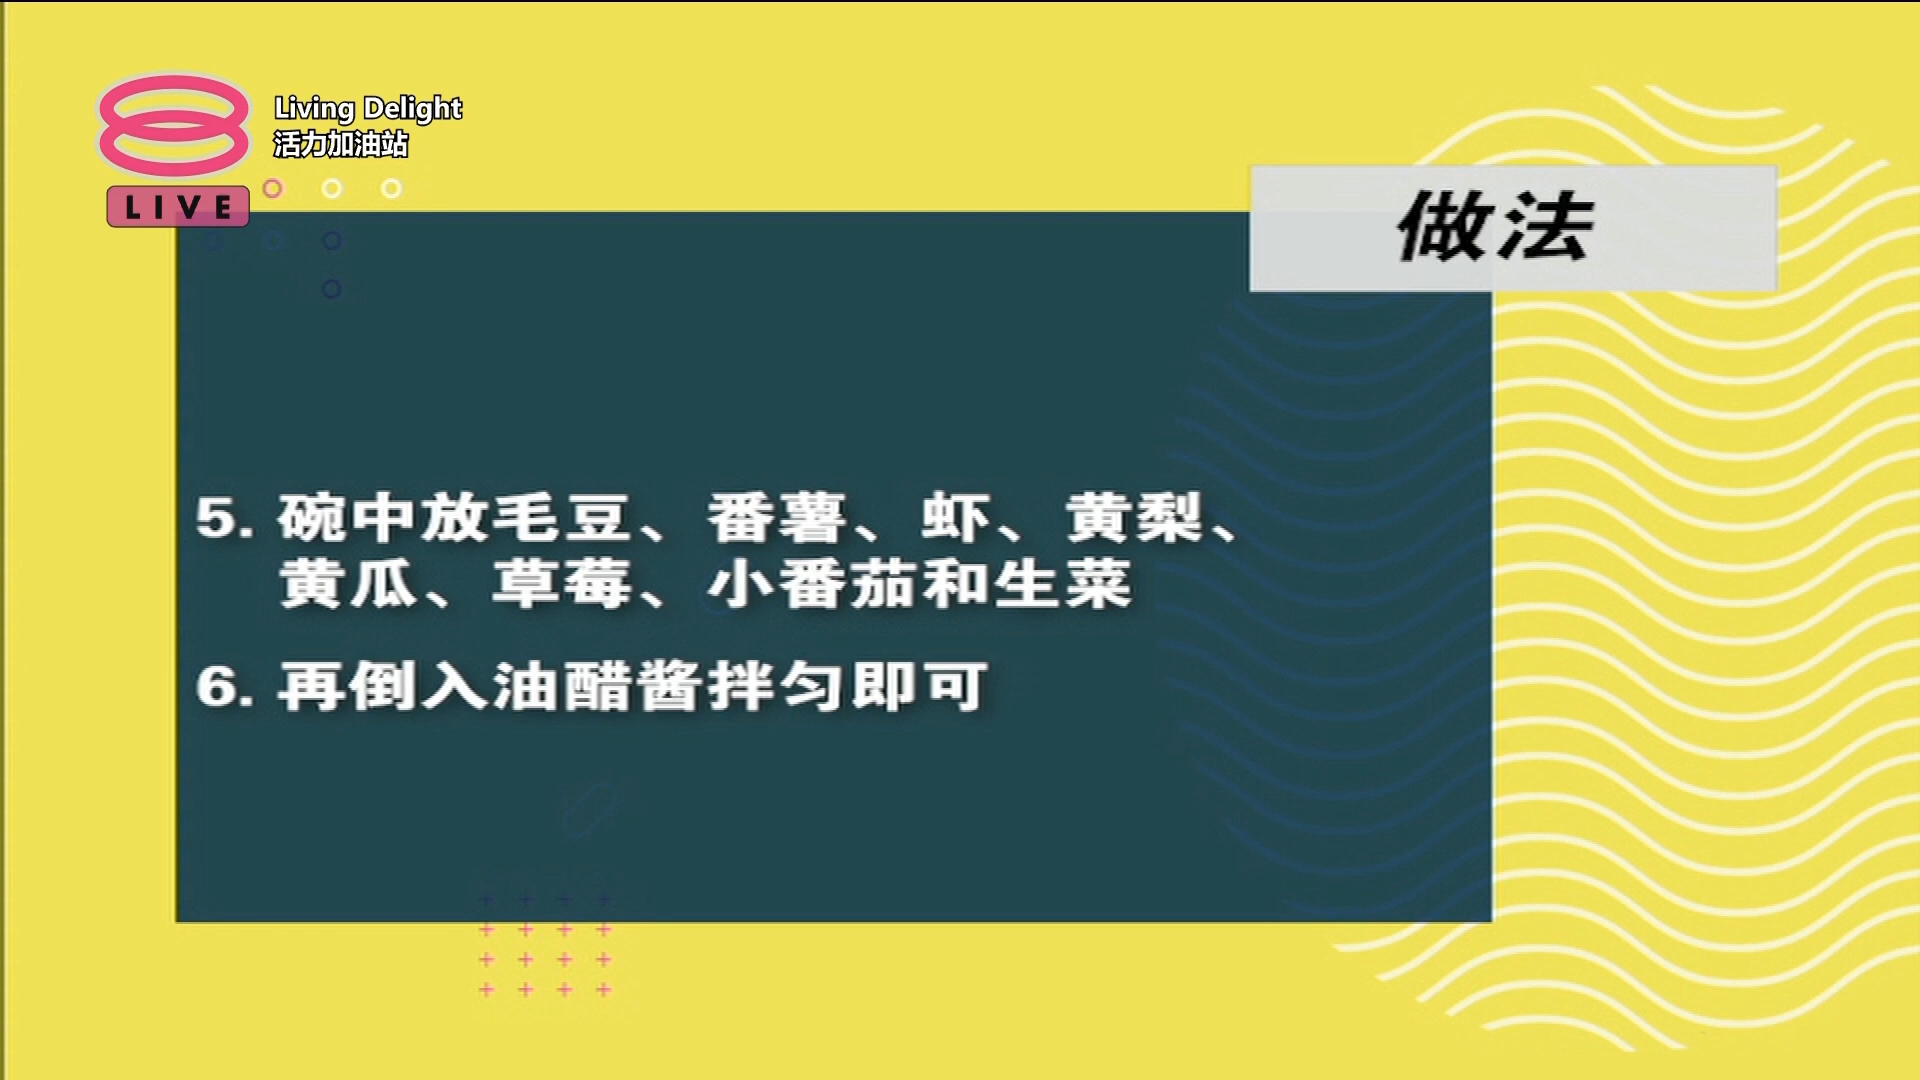 Living Delight
活力加油站
LIVE
做法
5. 碗中放毛豆、番薯、虾、黄梨、
黄瓜、草莓、小番茄和生菜
6. 再倒入油醋酱拌匀即可